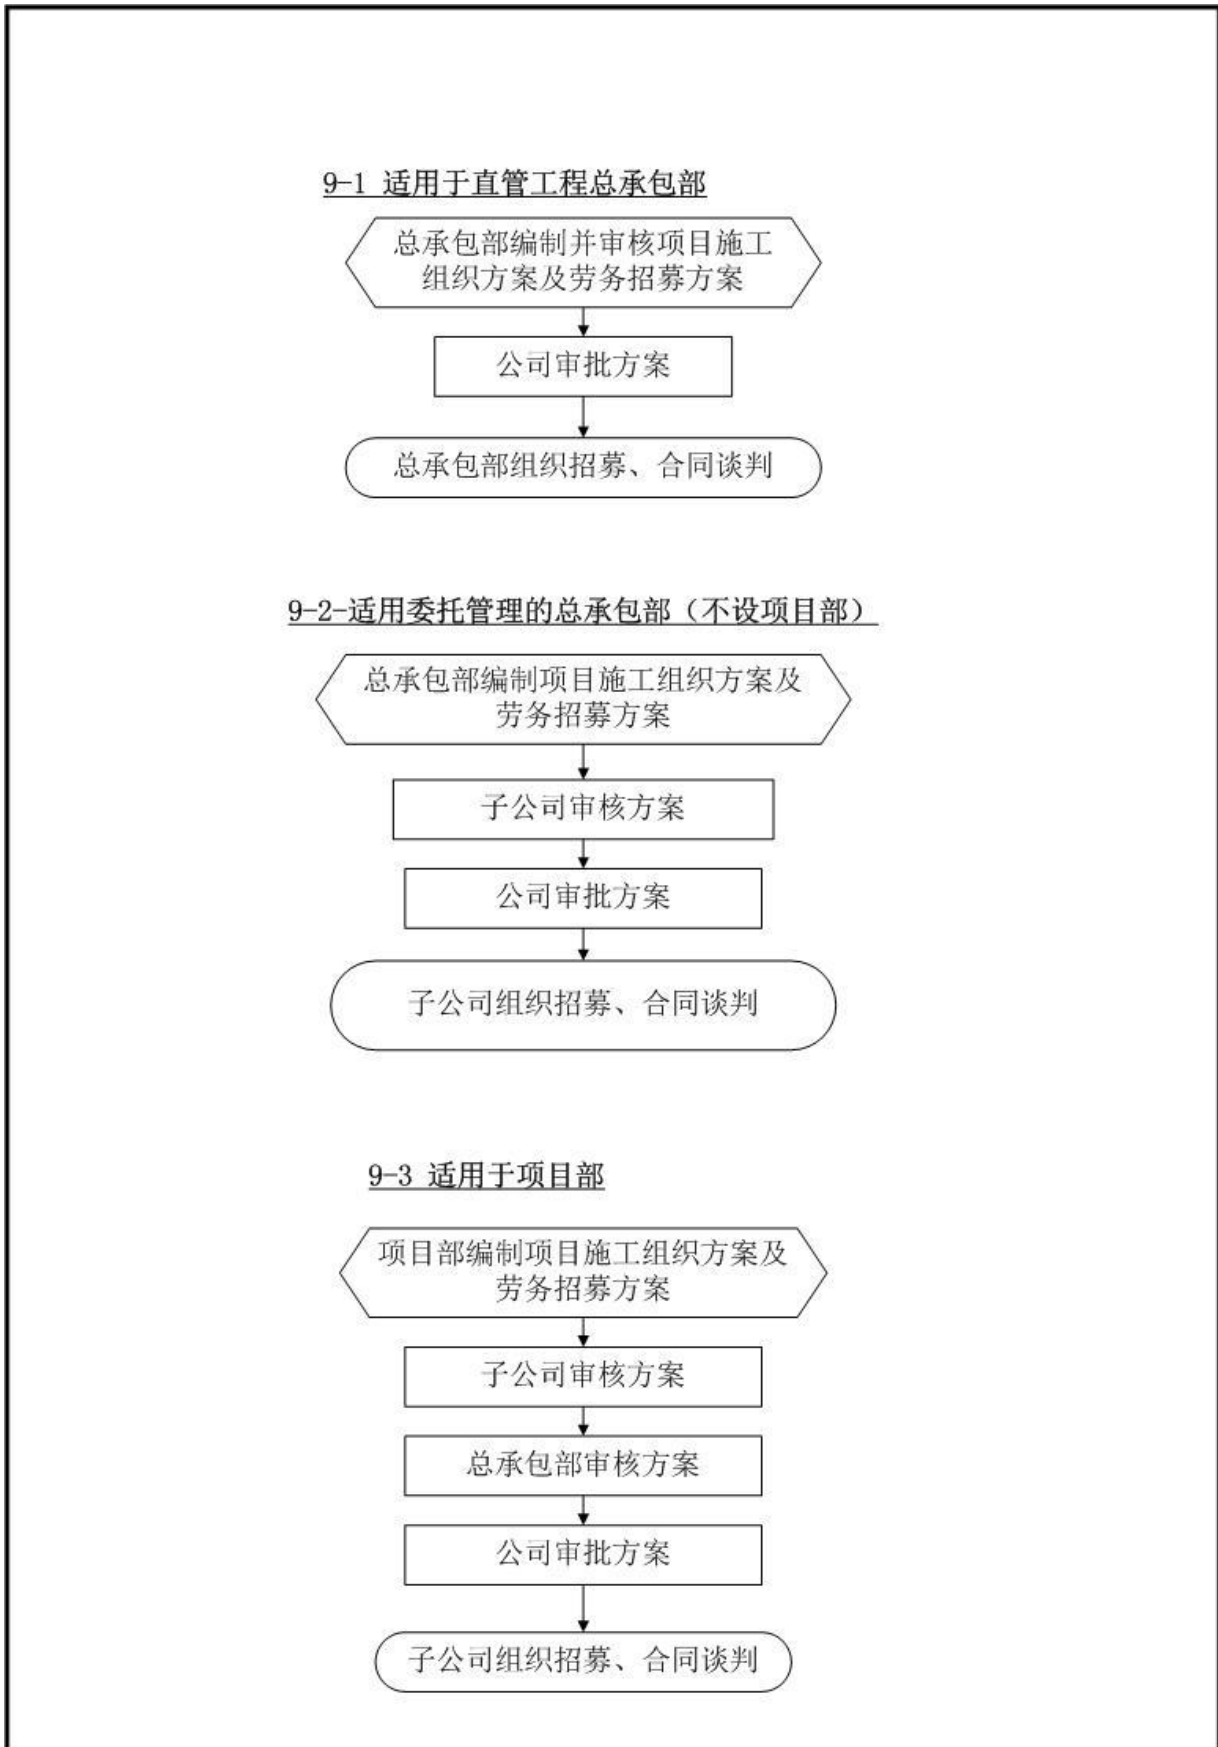 9-1 适用于直管工程总承包部
总承包部编制并审核项目施工
组织方案及劳务招募方案
公司审批方案
总承包部组织招募、合同谈判
9-2-适用委托管理的总承包部（不设项目部）
总承包部编制项目施工组织方案及
劳务招募方案
子公司审核方案
公司审批方案
子公司组织招募、合同谈判
9-3 适用于项目部
项目部编制项目施工组织方案及
劳务招募方案
子公司审核方案
总承包部审核方案
公司审批方案
子公司组织招募、合同谈判